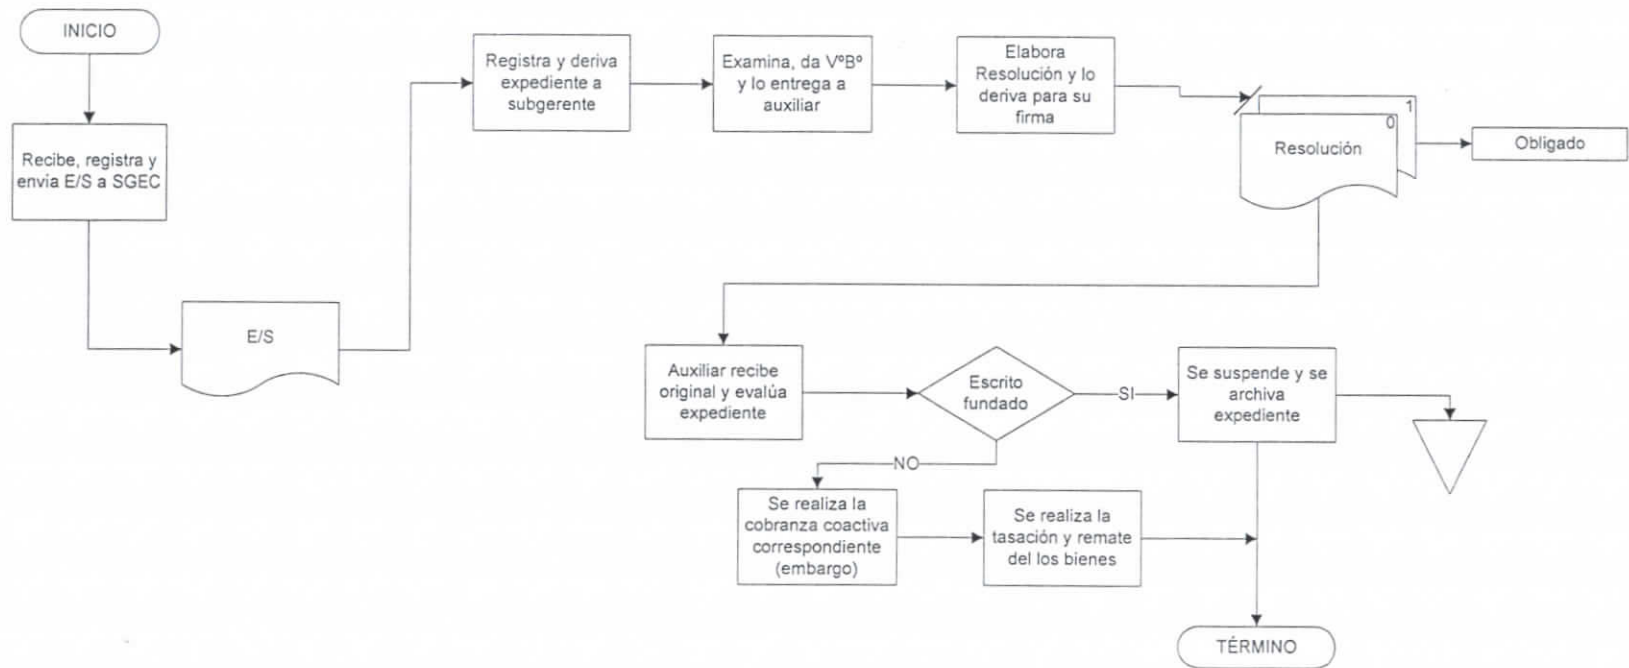 INICIO
Recibe, registra y
envia E/S a SGEC
E/S
Registra y deriva
expediente a
subgerente
Examina, da VºBº
y lo entrega a
auxiliar
Elabora
Resolución y lo
deriva para su
firma
1
0
Resolución
Obligado
Auxiliar recibe
original y evalúa
expediente
Escrito
fundado
SI
Se suspende y se
archiva
expediente
NO
Se realiza la
cobranza coactiva
correspondiente
(embargo)
Se realiza la
tasación y remate
del los bienes
TÉRMINO